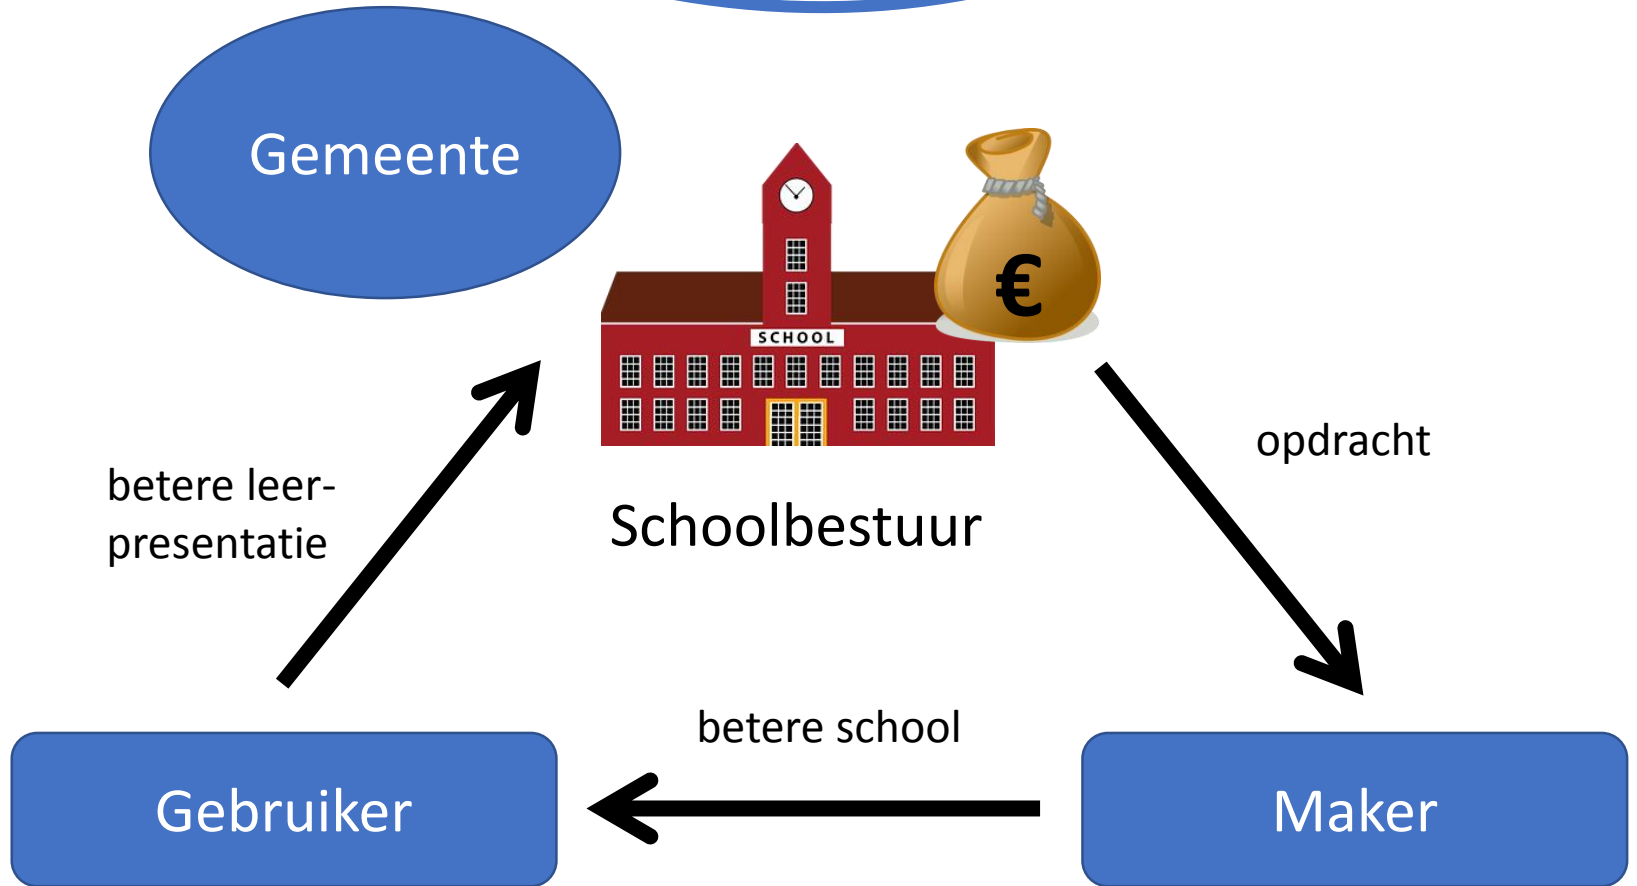 Gemeente
€
SCHOOL
opdracht
betere leer-
presentatie
Schoolbestuur
betere school
Gebruiker
Maker